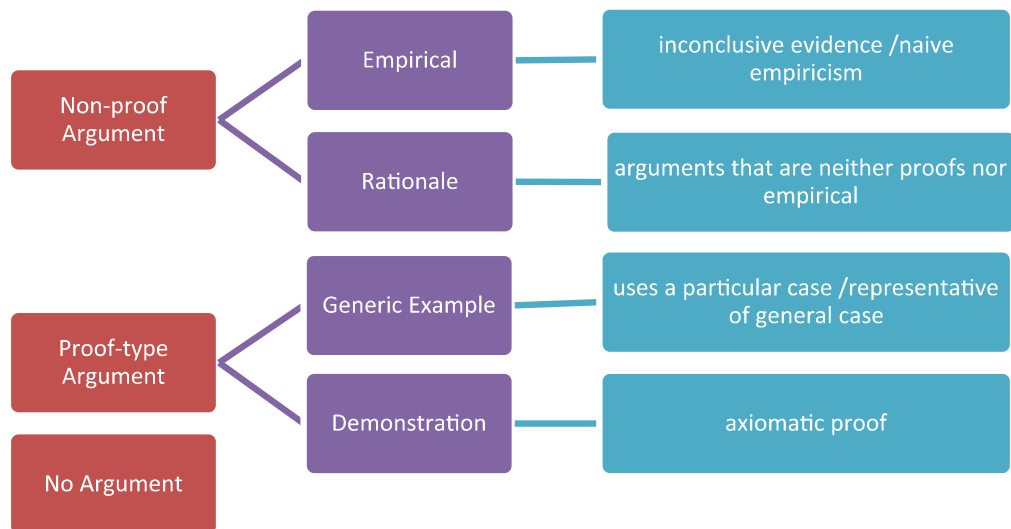 Non-proof
Argument
Empirical
inconclusive evidence /naive
empiricism
Rationale
arguments that are neither proofs nor
empirical
Proof-type
Argument
Generic Example
uses a particular case /representative
of general case
Demonstration
axiomatic proof
No Argument